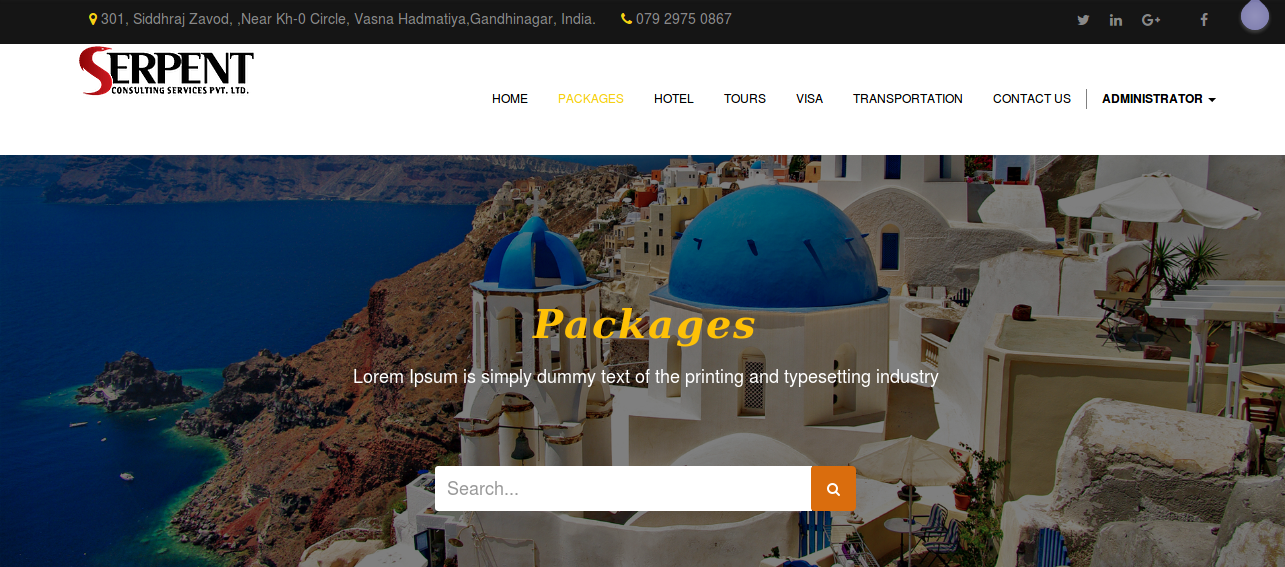 301, Siddhraj Zavod, ,Near Kh-0 Circle, Vasna Hadmatiya,Gandhinagar, India. 079 2975 0867
SERPENT
CONSULTING SERVICES PVT. LTD.
HOME PACKAGES HOTEL TOURS VISA TRANSPORTATION CONTACT US ADMINISTRATOR
Packages
Lorem Ipsum is simply dummy text of the printing and typesetting industry
Search...